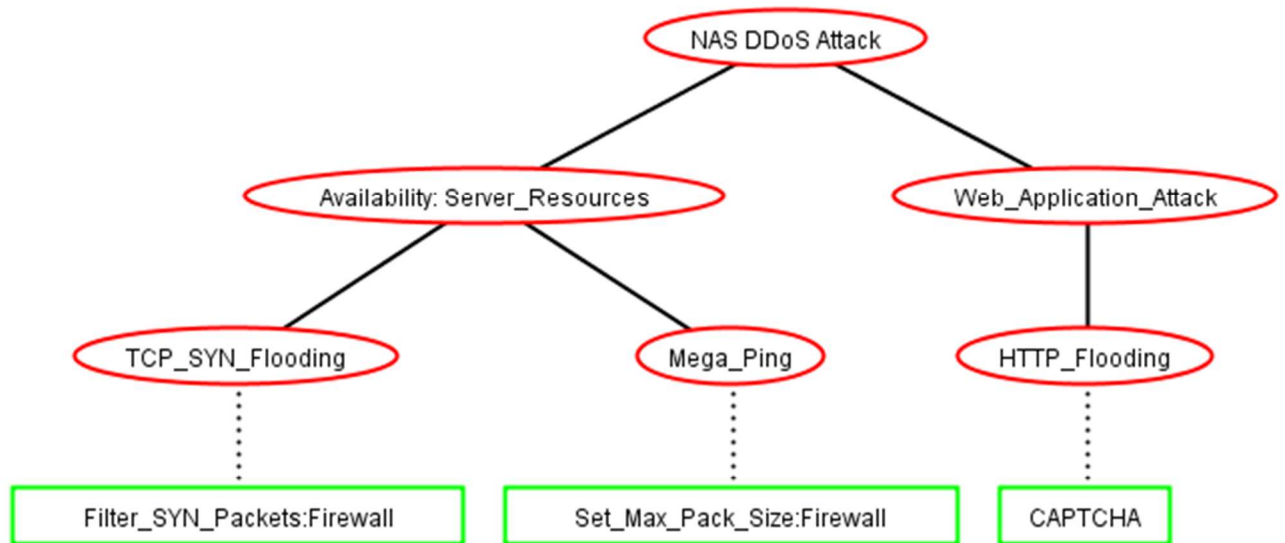 NAS DDoS Attack
Availability: Server_Resources
Web_Application_Attack
TCP_SYN_Flooding
Mega_Ping
HTTP_Flooding
Filter_SYN_Packets:Firewall
Set_Max_Pack_Size:Firewall
CAPTCHA